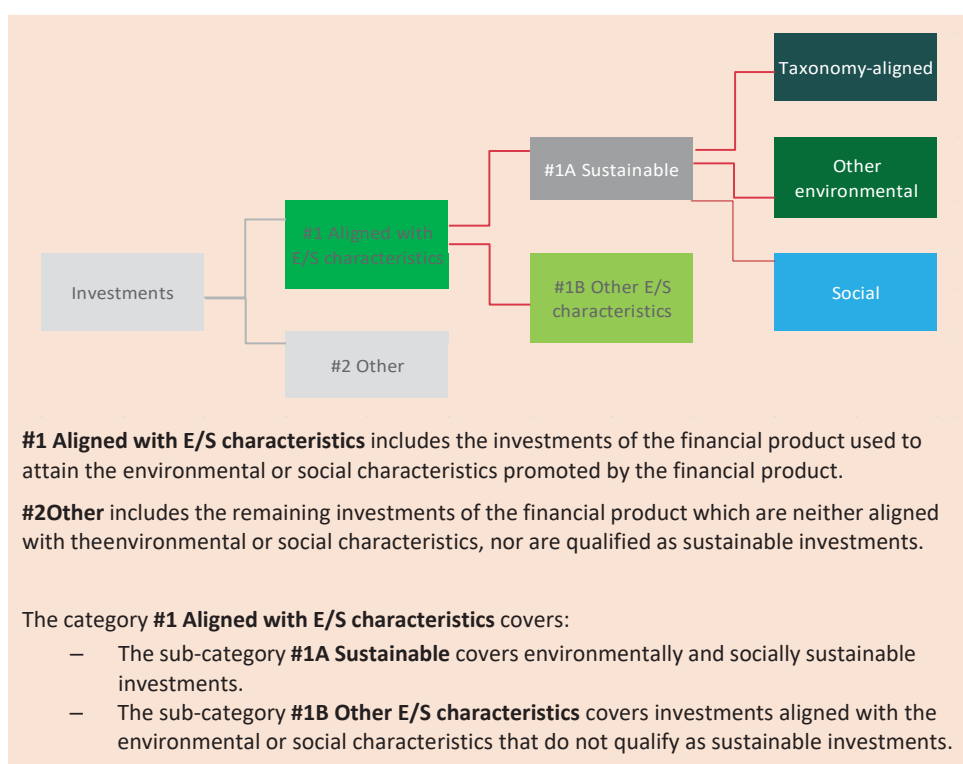 Taxonomy-aligned
#1A Sustainable
Other
environmental
#1 Aligned with
E/S characteristics
Investments
#1B Other E/S
characteristics
Social
#2 Other
#1 Aligned with E/S characteristics includes the investments of the financial product used to
attain the environmental or social characteristics promoted by the financial product.
#2Other includes the remaining investments of the financial product which are neither aligned
with theenvironmental or social characteristics, nor are qualified as sustainable investments.
The category #1 Aligned with E/S characteristics covers:
– The sub-category #1A Sustainable covers environmentally and socially sustainable
investments.
– The sub-category #1B Other E/S characteristics covers investments aligned with the
environmental or social characteristics that do not qualify as sustainable investments.